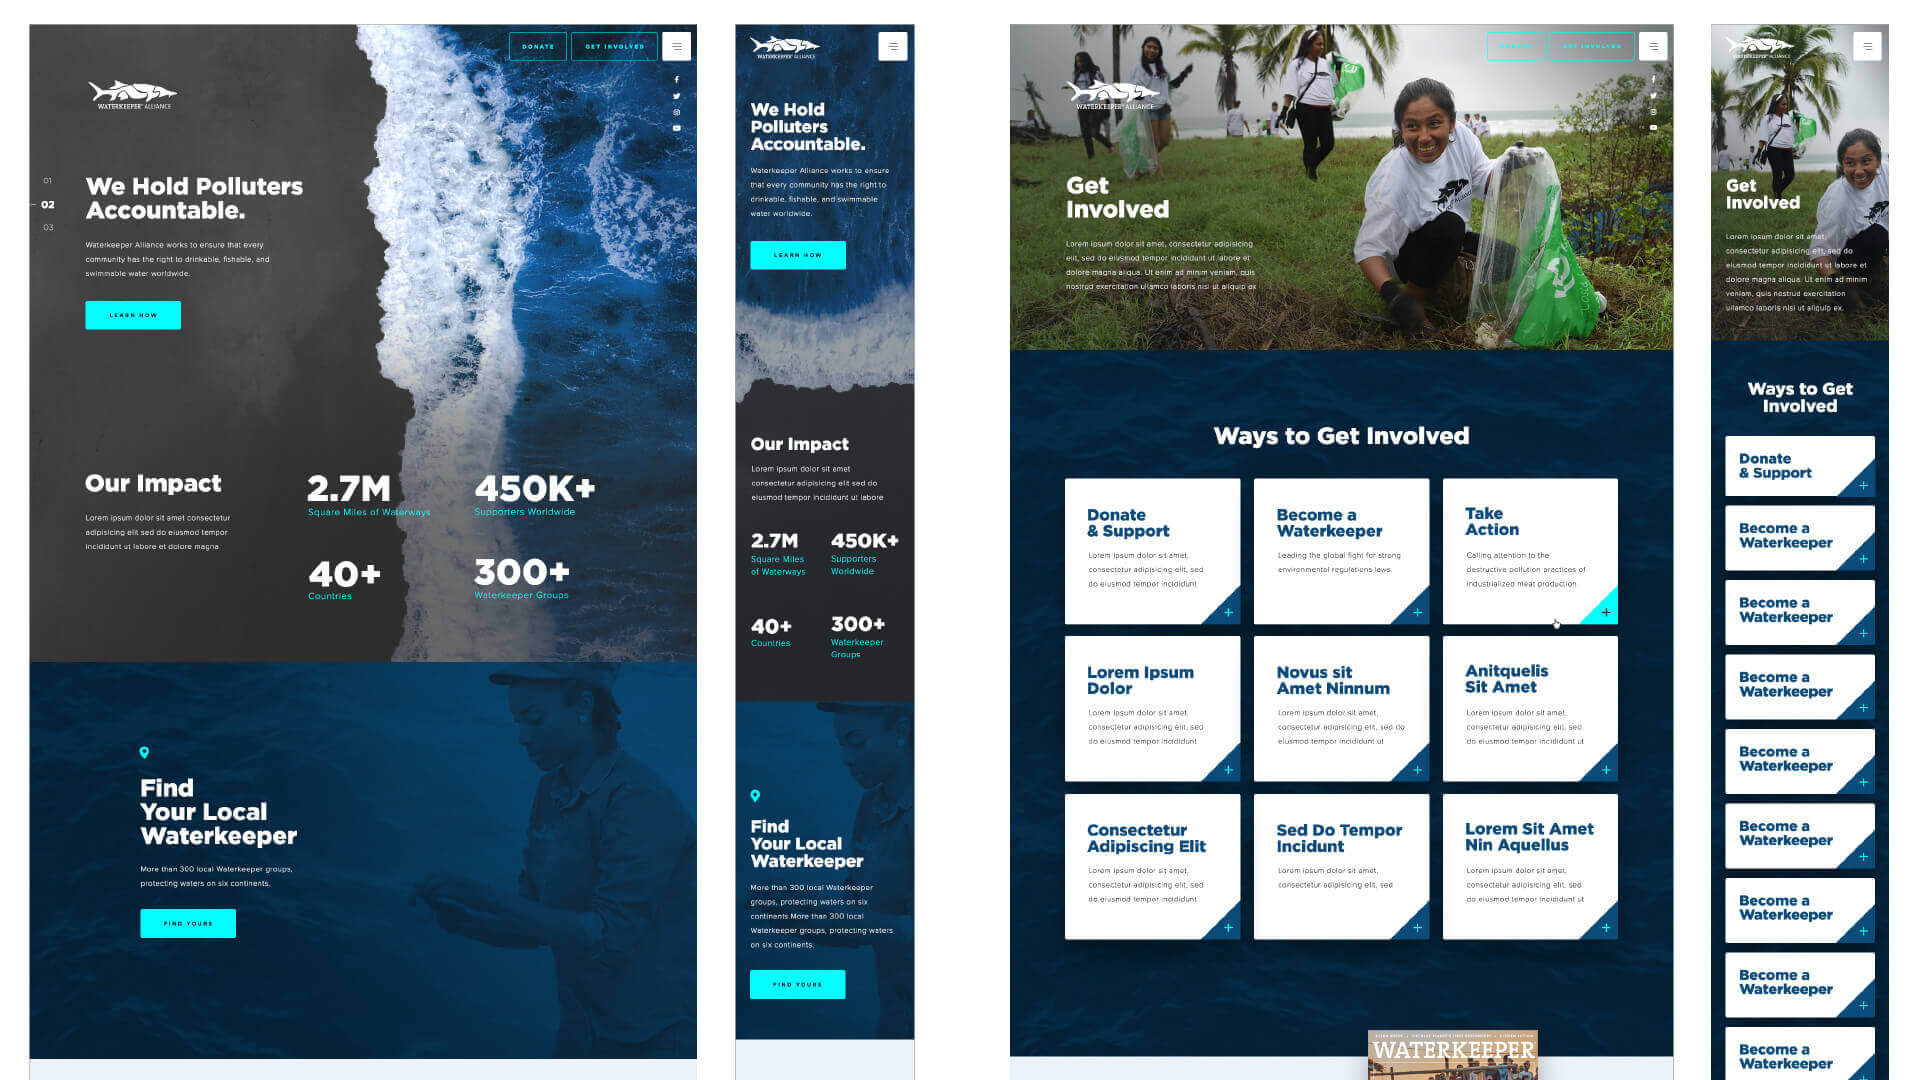 DONATE
GET INVOLVED
WATERKEEPER® ALLIANCE
01
02
03
We Hold Polluters
Accountable.
Waterkeeper Alliance works to ensure that every
community has the right to drinkable, fishable, and
swimmable water worldwide.
LEARN HOW
Our Impact
Lorem ipsum dolor sit amet consectetur
adipisicing elit sed do eiusmod tempor
incididunt ut labore et dolore magna
2.7M
Square Miles of Waterways
450K+
Supporters Worldwide
40+
Countries
300+
Waterkeeper Groups
Find
Your Local
Waterkeeper
More than 300 local Waterkeeper groups,
protecting waters on six continents.
FIND YOURS
WATERKEEPER® ALLIANCE
We Hold
Polluters
Accountable.
Waterkeeper Alliance works to ensure
that every community has the right to
drinkable, fishable, and swimmable
water worldwide.
LEARN HOW
Our Impact
Lorem ipsum dolor sit amet
consectetur adipisicing elit sed do
eiusmod tempor incididunt ut labore
2.7M
Square Miles
of Waterways
450K+
Supporters
Worldwide
40+
Countries
300+
Waterkeeper
Groups
Find
Your Local
Waterkeeper
More than 300 local Waterkeeper
groups, protecting waters on six
continents.More than 300 local
Waterkeeper groups, protecting waters
on six continents.
FIND YOURS
DONATE
GET INVOLVED
WATERKEEPER® ALLIANCE
Get
Involved
Lorem ipsum dolor sit amet, consectetur adipisicing
elit, sed do eiusmod tempor incididunt ut labore et
dolore magna aliqua. Ut enim ad minim veniam, quis
nostrud exercitation ullamco laboris nisi ut aliquip ex
Ways to Get Involved
Donate
& Support
Lorem ipsum dolor sit amet,
consectetur adipisicing elit, sed
do eiusmod tempor incididunt
+
Become a
Waterkeeper
Leading the global fight for strong
environmental regulations laws.
+
Take
Action
Calling attention to the
destructive pollution practices of
industrialized meat production.
+
Lorem Ipsum
Dolor
Lorem ipsum dolor sit amet,
consectetur adipisicing elit, sed
do eiusmod tempor incididunt
+
Novus sit
Amet Ninnum
Lorem ipsum dolor sit amet,
consectetur adipisicing elit, sed do
eiusmod tempor incididunt ut
+
Anitquelis
Sit Amet
Lorem ipsum dolor sit amet,
consectetur adipisicing elit, sed
do eiusmod tempor incididunt ut
+
Consectetur
Adipiscing Elit
Lorem ipsum dolor sit amet,
consectetur adipisicing elit, sed
do eiusmod tempor incididunt
+
Sed Do Tempor
Incidunt
Lorem ipsum dolor sit amet,
consectetur adipisicing elit, sed
+
Lorem Sit Amet
Nin Aquellus
Lorem ipsum dolor sit amet,
consectetur adipisicing elit, sed
do eiusmod tempor incididunt ut
+
WATERKEEPER
WATERKEEPER® ALLIANCE
Get
Involved
Lorem ipsum dolor sit amet,
consectetur adipisicing elit, sed do
eiusmod tempor incididunt ut labore et
dolore magna aliqua. Ut enim ad minim
veniam, quis nostrud exercitation
ullamco laboris nisi ut aliquip ex.
Ways to Get
Involved
Donate
& Support
+
Become a
Waterkeeper
+
Become a
Waterkeeper
+
Become a
Waterkeeper
+
Become a
Waterkeeper
+
Become a
Waterkeeper
+
Become a
Waterkeeper
+
Become a
Waterkeeper
+
Become a
Waterkeeper
+